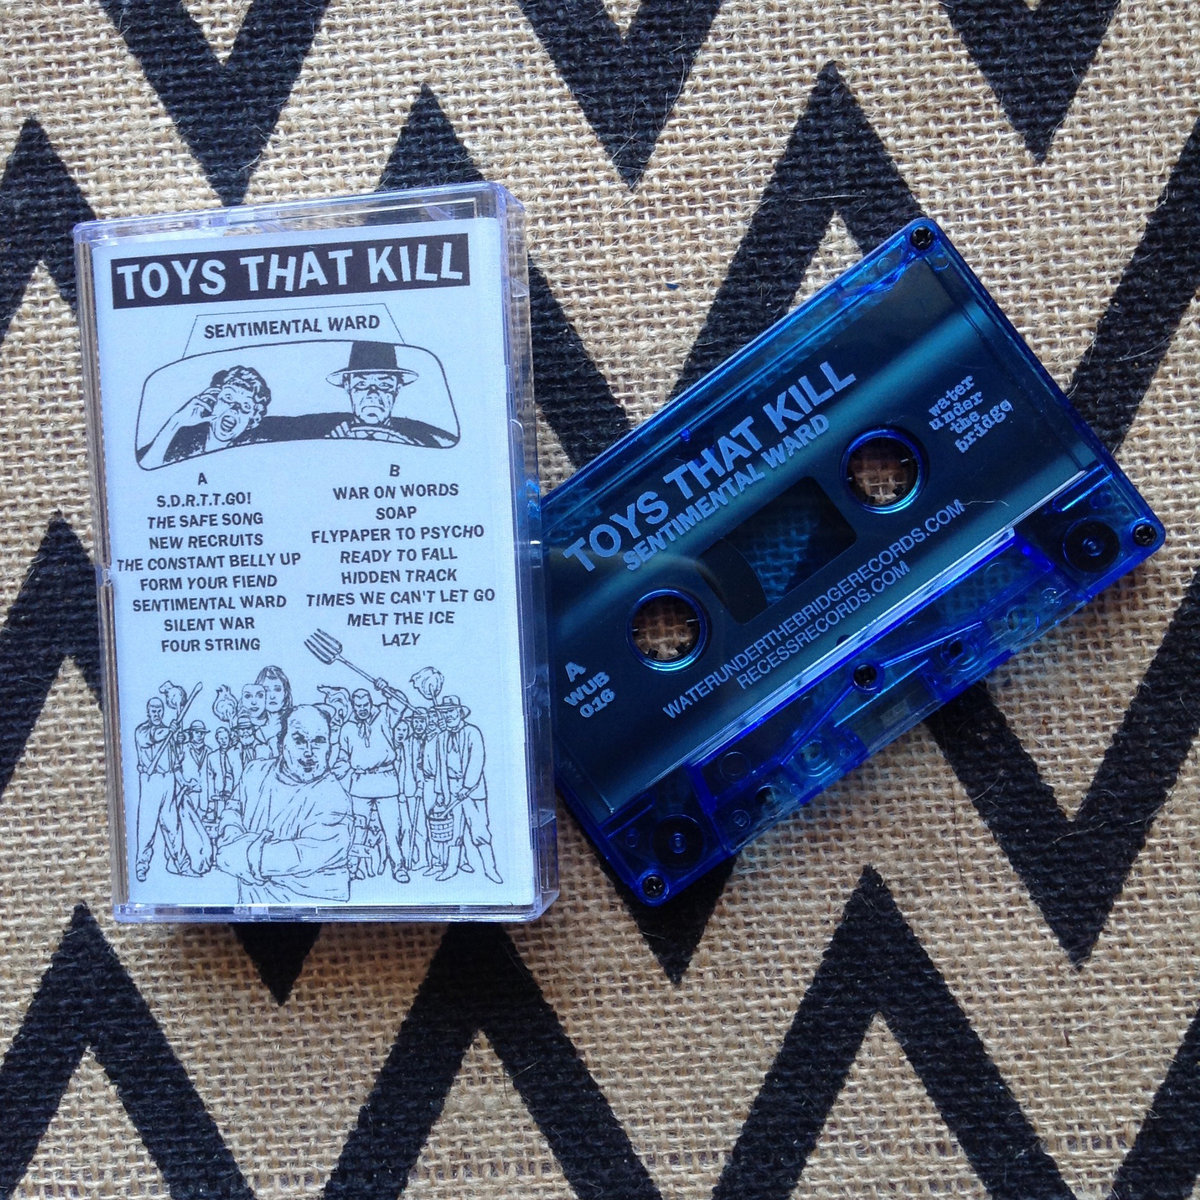 TOYS THAT KILL
SENTIMENTAL WARD
A
S.D.R.T.T.GO!
THE SAFE SONG
NEW RECRUITS
THE CONSTANT BELLY UP
FORM YOUR FIEND
SENTIMENTAL WARD
SILENT WAR
FOUR STRING
B
WAR ON WORDS
SOAP
FLYPAPER TO PSYCHO
READY TO FALL
HIDDEN TRACK
TIMES WE CAN'T LET GO
MELT THE ICE
LAZY
TOYS THAT KILL
SENTIMENTAL WARD
water
under
the
bridge
A
WUB
016
WATERUNDERTHEBRIDGERECORDS.COM
RECESSRECORDS.COM